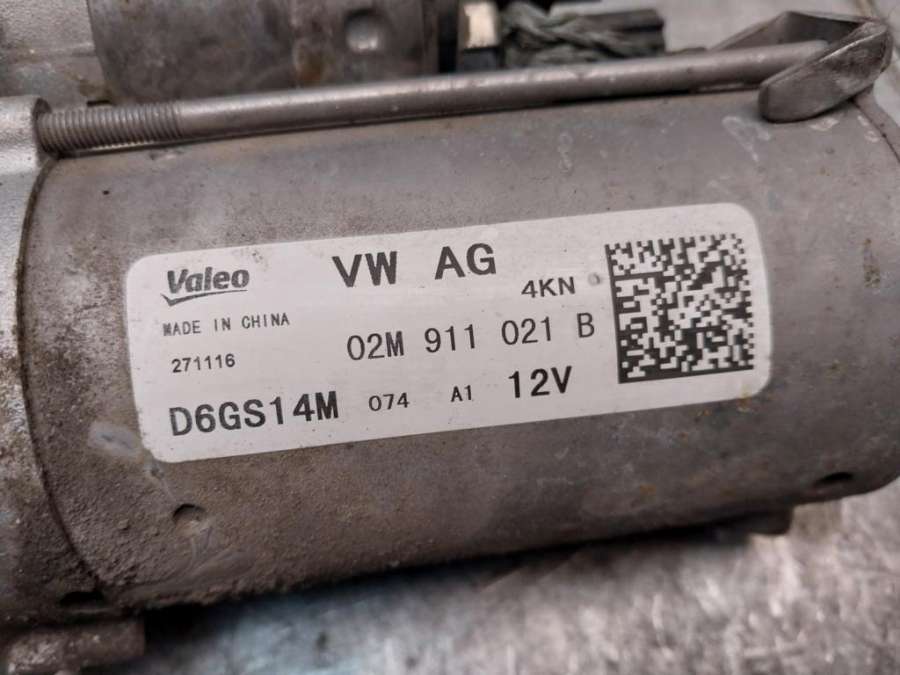 Valeo VW AG
4KN
MADE IN CHINA
271116 02M 911 021 B
D6GS14M 074 A1 12V